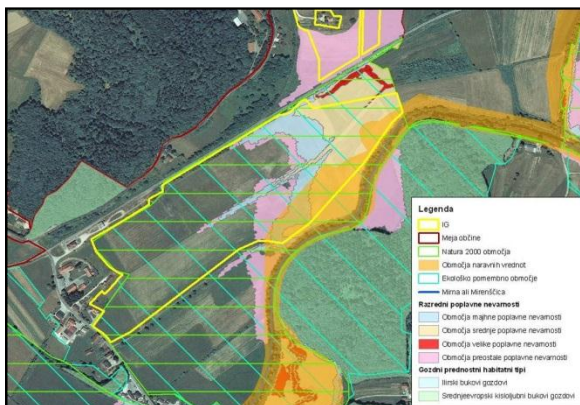 Legenda
IG
Meja občine
Natura 2000 območja
Območja naravnih vrednot
Ekološko pomembno območje
Mirna ali Mirenščica
Razredni poplavne nevarnosti
Območja majhne poplavne nevarnosti
Območja srednje poplavne nevarnosti
Območja velike poplavne nevarnosti
Območja preostale poplavne nevarnosti
Gozdni prednostni habitatni tipi
Ilirski bukovi gozdovi
Srednjeevropski kisloljubni bukovi gozdovi